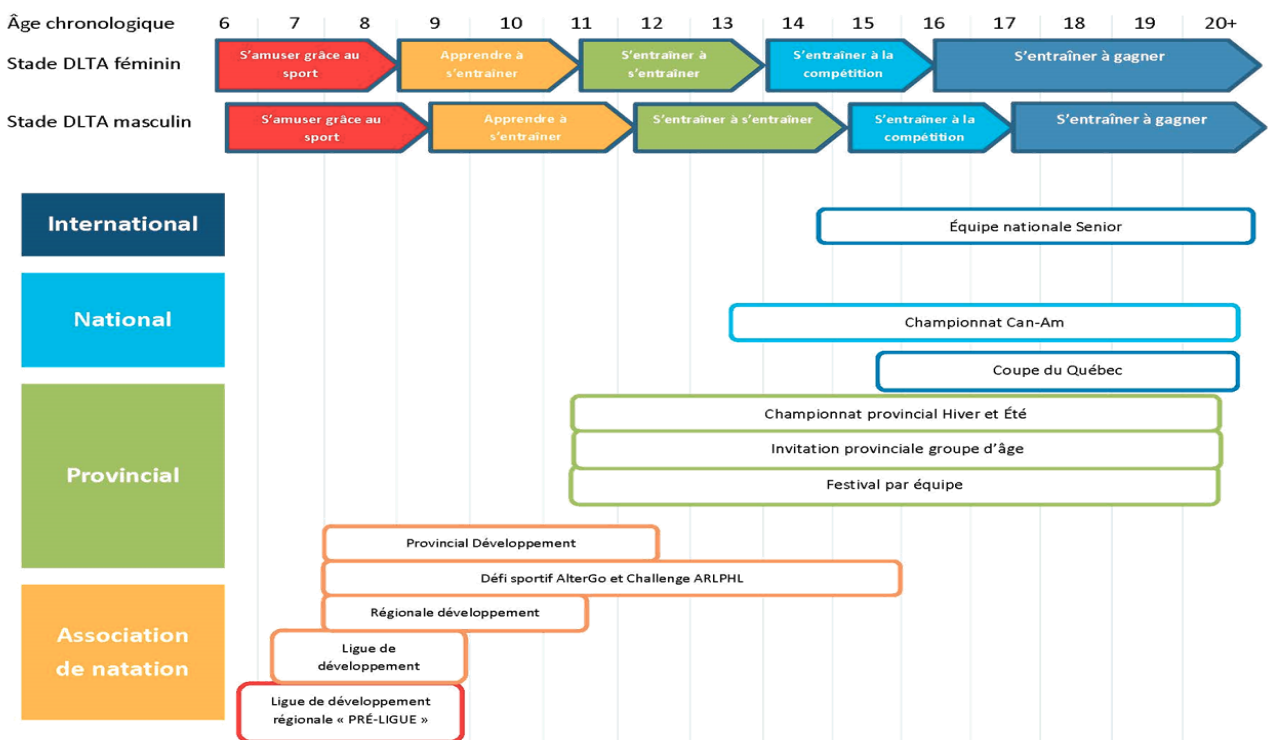 Âge chronologique 6 7 8 9 10 11 12 13 14 15 16 17 18 19 20+
Stade DLTA féminin
S'amuser grâce au
sport
Apprendre à
s'entrainer
S'entraîner à
s'entraîner
S'entraîner à la
compétition
S'entraîner à gagner
Stade DLTA masculin
S'amuser grâce au
sport
Apprendre à
s'entraîner
S'entraîner à s'entraîner
S'entraîner à la
compétition
S'entraîner à gagner
International
Équipe nationale Senior
National
Championnat Can-Am
Coupe du Québec
Provincial
Championnat provincial Hiver et Été
Invitation provinciale groupe d'âge
Festival par équipe
Provincial Développement
Défi sportif AlterGo et Challenge ARLPHL
Association
de natation
Régionale développement
Ligue de
développement
Ligue de développement
régionale « PRÉ-LIGUE »